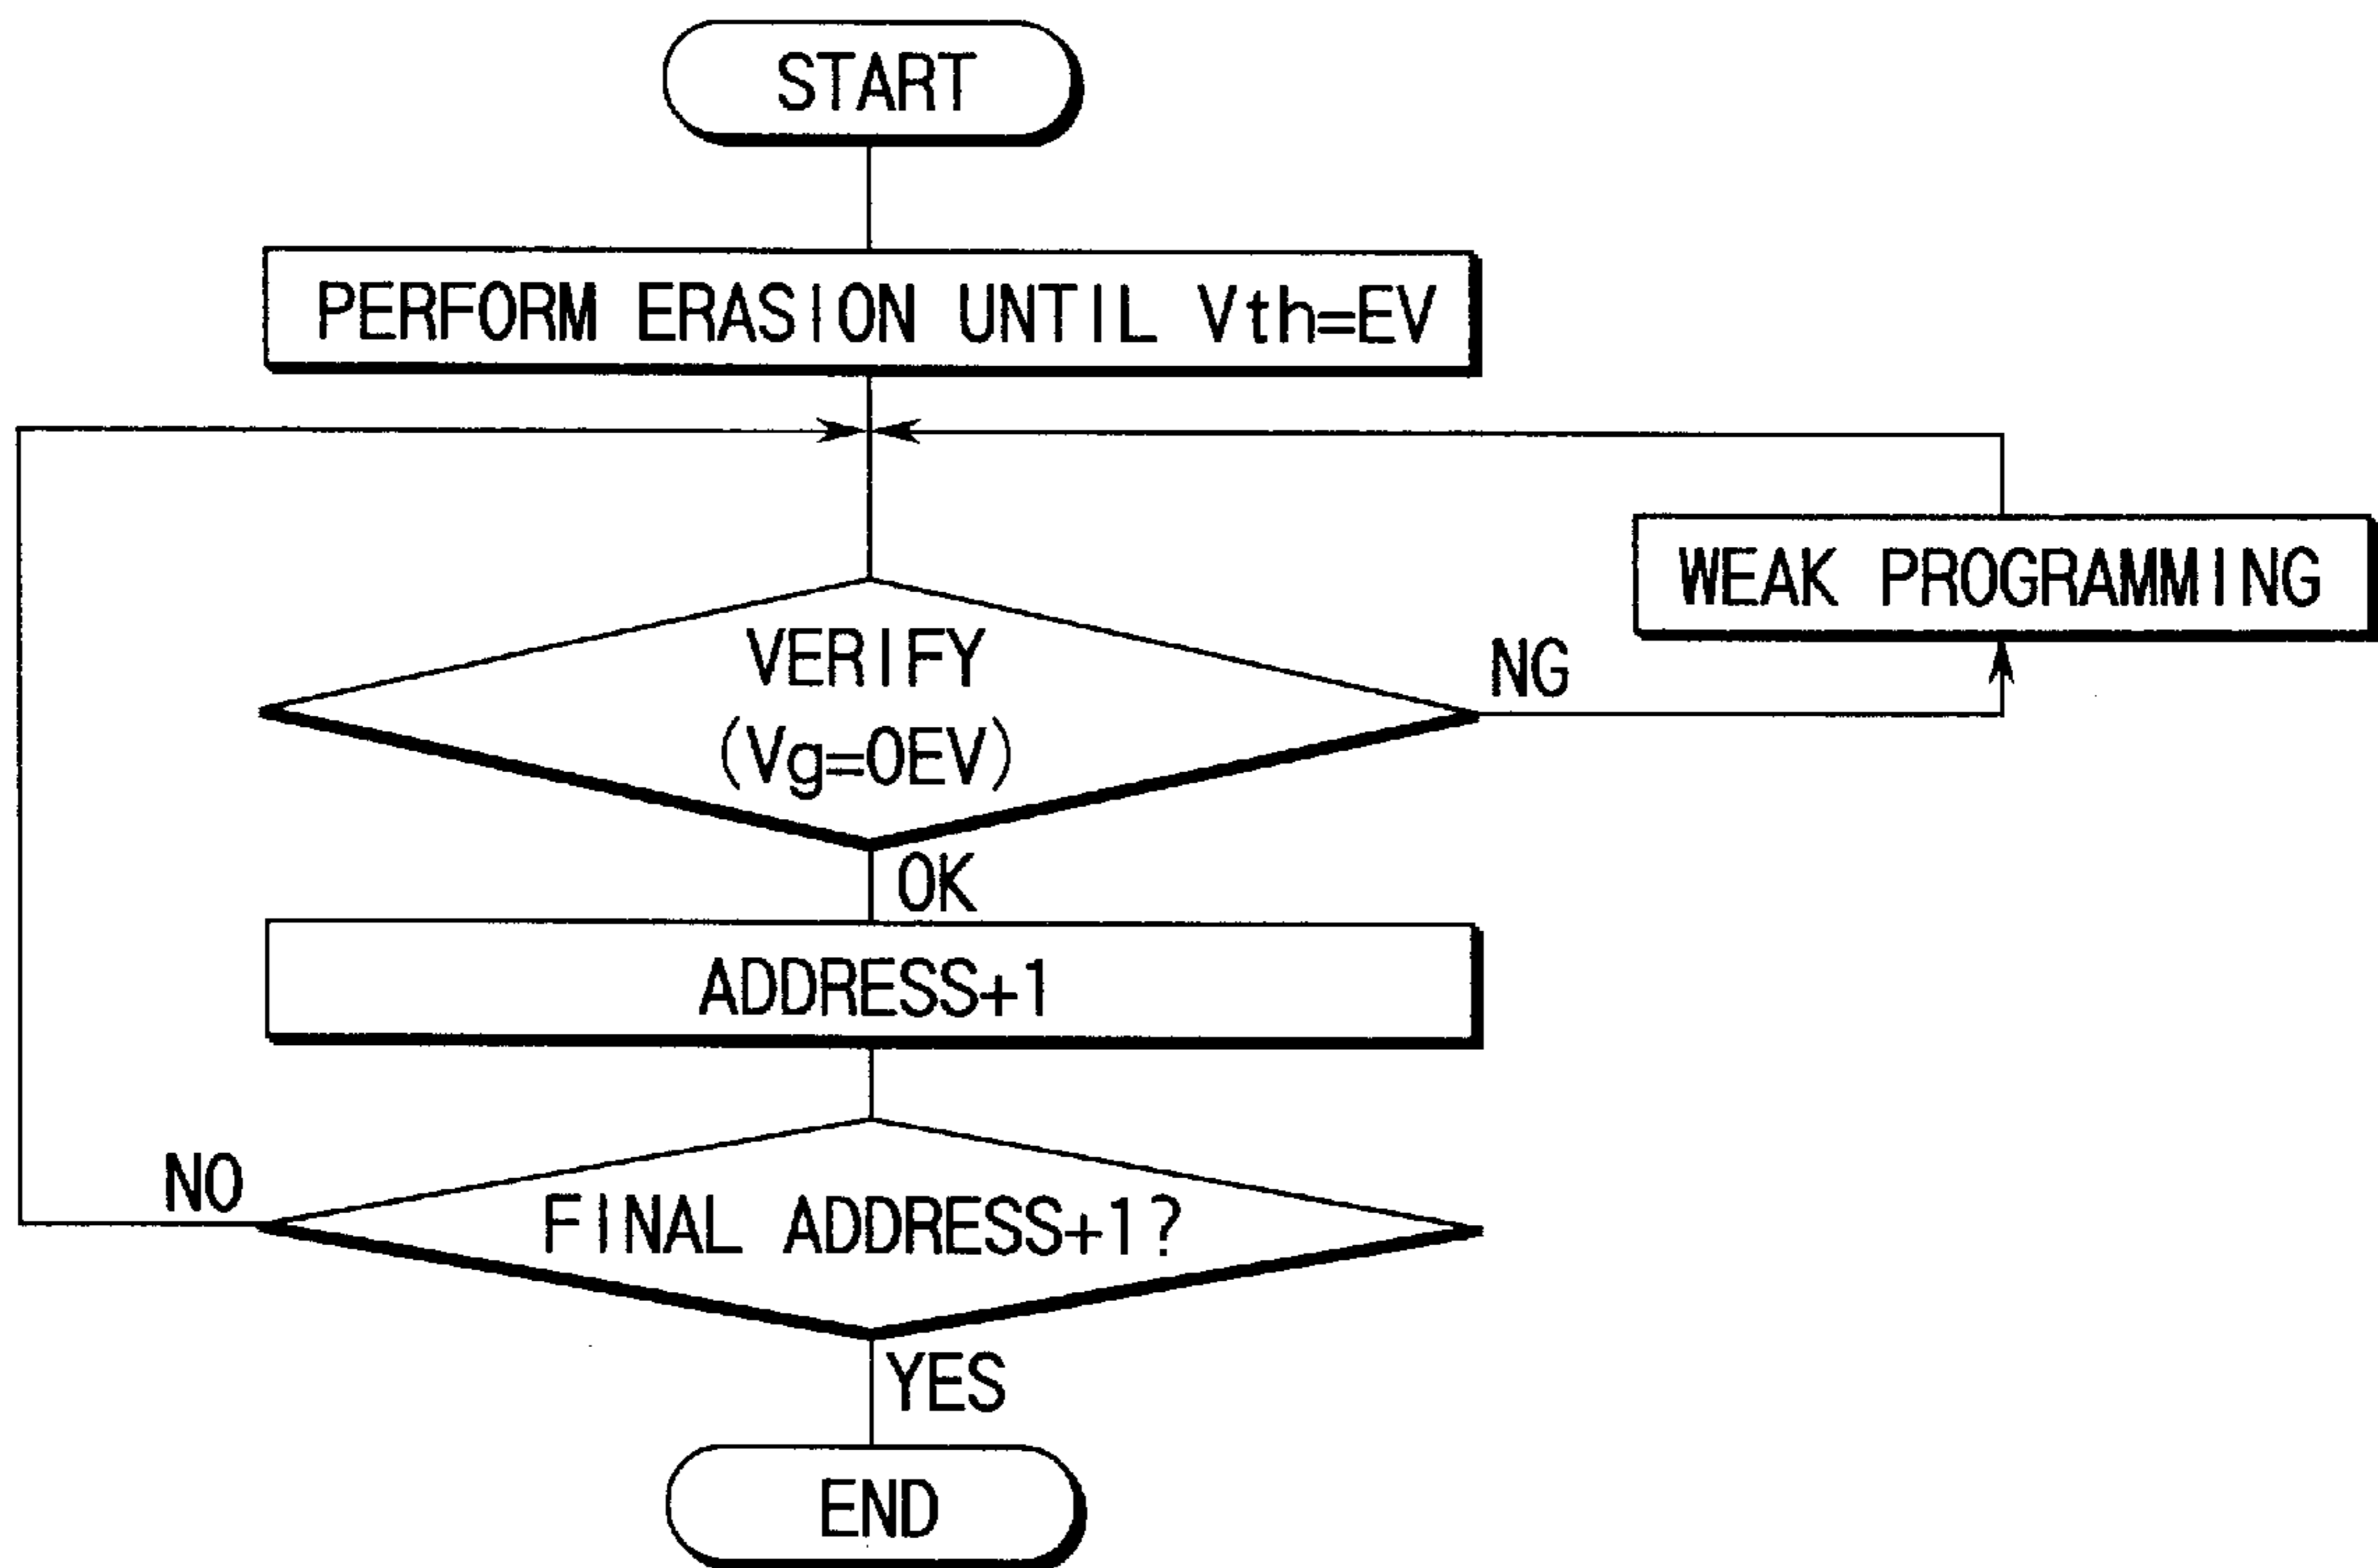 START
PERFORM ERASION UNTIL Vth=EV
WEAK PROGRAMMING
VERIFY
(Vg=OEV)
NG
OK
ADDRESS+1
NO
FINAL ADDRESS+1?
YES
END